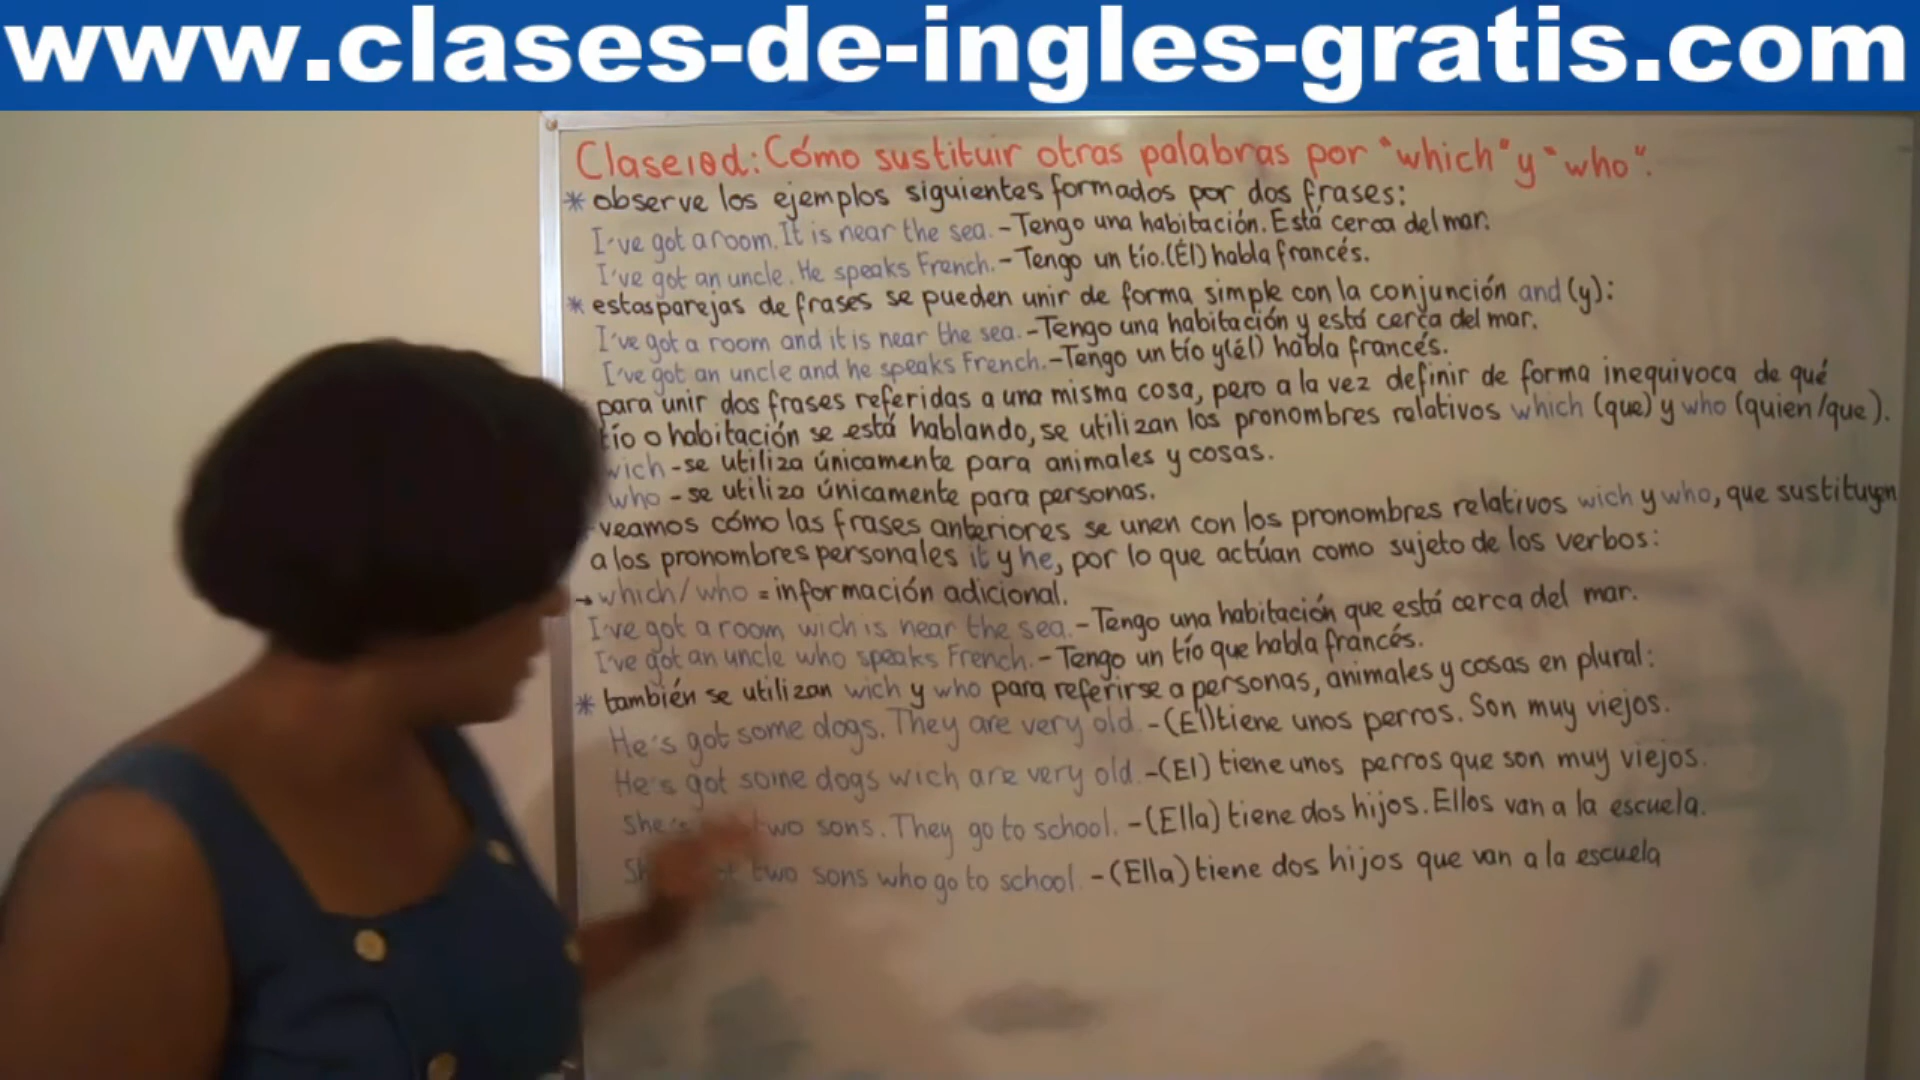 www.clases-de-ingles-gratis.com
Clase10d: Cómo sustituir otras palabras por "which" y "who".
* observe los ejemplos siguientes formados por dos frases:
I've got a room. It is near the sea. - Tengo una habitación. Está cerca del mar.
I've got an uncle. He speaks French. - Tengo un tío. (Él) habla francés.
* estas parejas de frases se pueden unir de forma simple con la conjunción and (y):
I've got a room and it is near the sea. - Tengo una habitación y está cerca del mar.
I've got an uncle and he speaks French. - Tengo un tío y (él) habla francés.
para unir dos frases referidas a una misma cosa, pero a la vez definir de forma inequivoca de qué
tío o habitación se está hablando, se utilizan los pronombres relativos which (que) y who (quien/que).
wich - se utiliza únicamente para animales y cosas.
who - se utiliza únicamente para personas.
veamos cómo las frases anteriores se unen con los pronombres relativos wich y who, que sustituyen
a los pronombres personales it y he, por lo que actúan como sujeto de los verbos:
→ which/who = información adicional.
I've got a room wich is near the sea. - Tengo una habitación que está cerca del mar.
I've got an uncle who speaks French. - Tengo un tío que habla francés.
* también se utilizan wich y who para referirse a personas, animales y cosas en plural:
He's got some dogs. They are very old. - (El) tiene unos perros. Son muy viejos.
He's got some dogs wich are very old. - (El) tiene unos perros que son muy viejos.
She's two sons. They go to school. - (Ella) tiene dos hijos. Ellos van a la escuela.
two sons who go to school. - (Ella) tiene dos hijos que van a la escuela